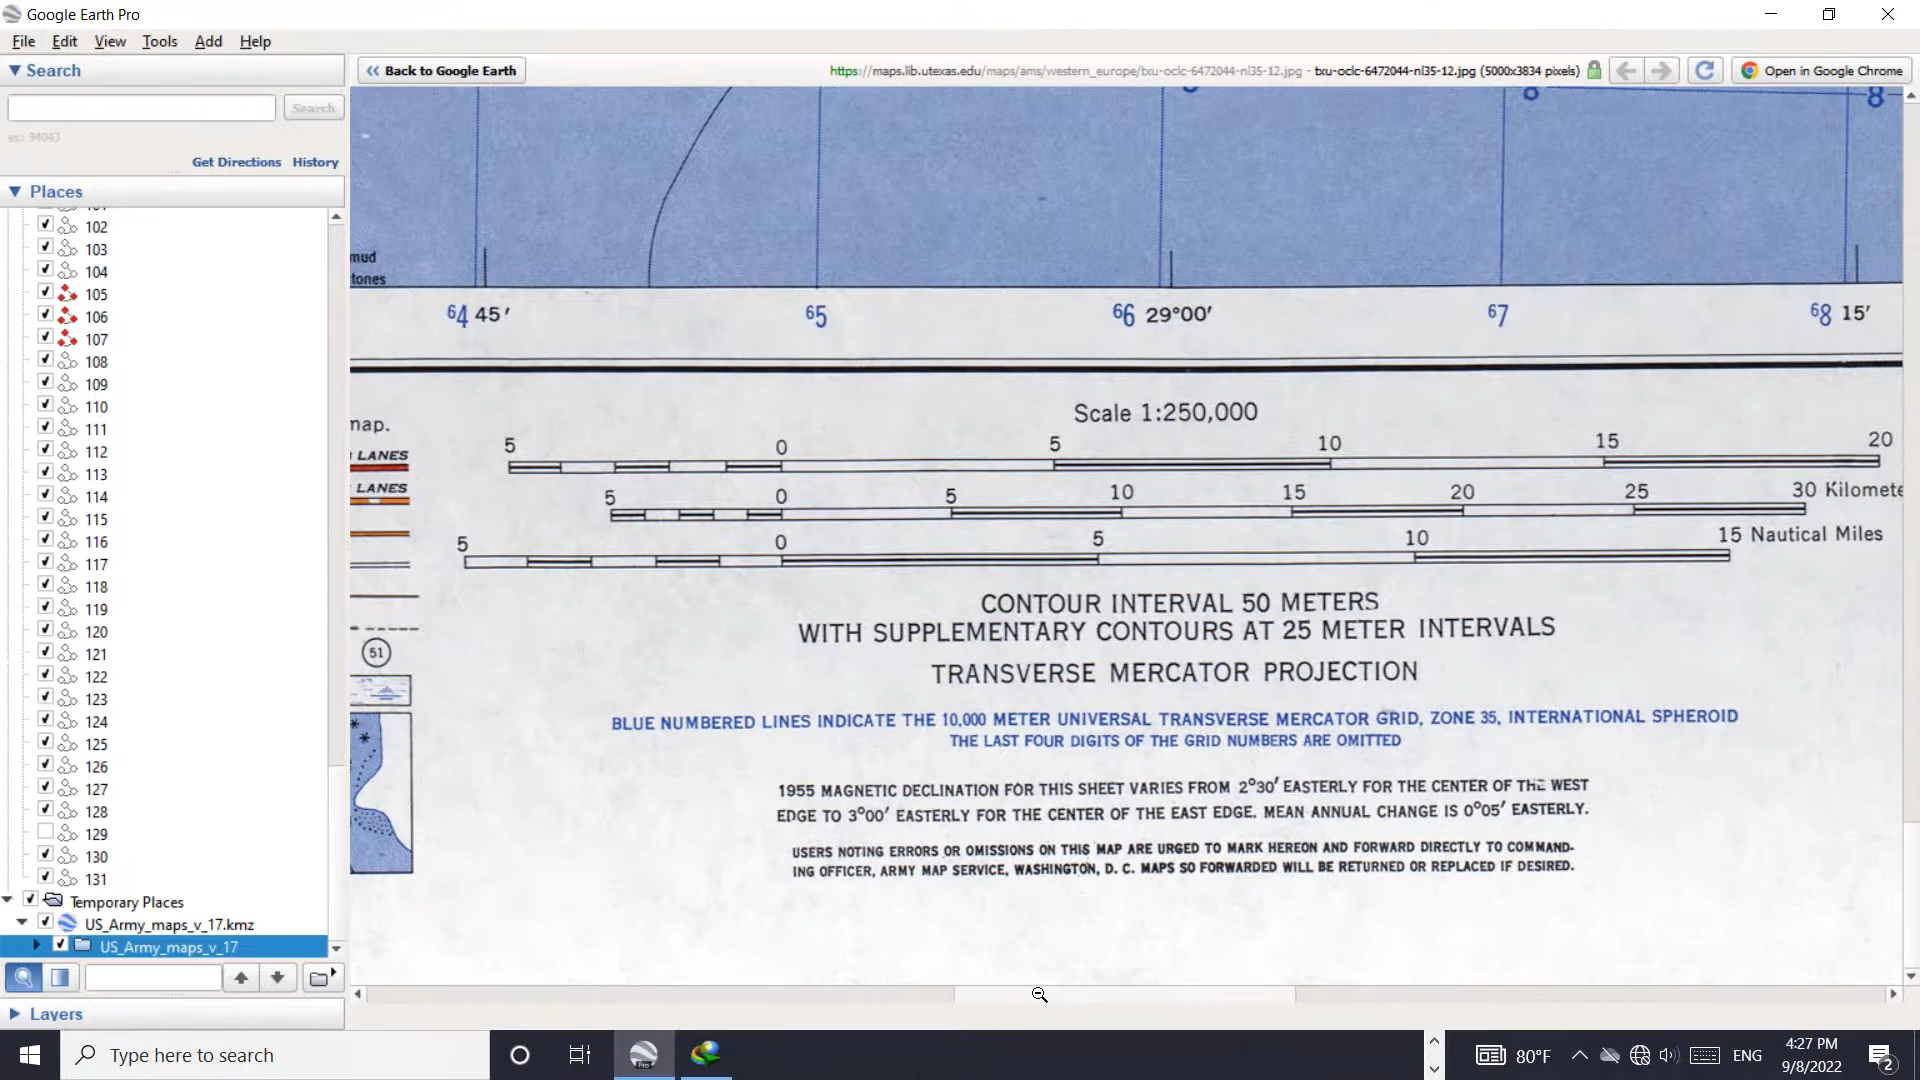 Google Earth Pro
File Edit View Tools Add Help
Search
Search
ex: 94043
Get Directions History
Places
102
103
104
105
106
107
108
109
110
111
112
113
114
115
116
117
118
119
120
121
122
123
124
125
126
127
128
129
130
131
Temporary Places
US_Army_maps_v_17.kmz
US_Army_maps_v_17
Layers
Back to Google Earth
https://maps.lib.utexas.edu/maps/ams/western_europe/txu-oclc-6472044-nl35-12.jpg - txu-oclc-6472044-nl35-12.jpg (5000x3834 pixels)
Open in Google Chrome
8 8
mud
tones
64 45′ 65 66 29°00′ 67 68 15′
map.
LANES
LANES
51
Scale 1:250,000
5 0 5 10 15 20
5 0 5 10 15 20 25 30 Kilomete
5 0 5 10 15 Nautical Miles
CONTOUR INTERVAL 50 METERS
WITH SUPPLEMENTARY CONTOURS AT 25 METER INTERVALS
TRANSVERSE MERCATOR PROJECTION
BLUE NUMBERED LINES INDICATE THE 10,000 METER UNIVERSAL TRANSVERSE MERCATOR GRID, ZONE 35, INTERNATIONAL SPHEROID
THE LAST FOUR DIGITS OF THE GRID NUMBERS ARE OMITTED
1955 MAGNETIC DECLINATION FOR THIS SHEET VARIES FROM 2°30′ EASTERLY FOR THE CENTER OF THE WEST
EDGE TO 3°00′ EASTERLY FOR THE CENTER OF THE EAST EDGE. MEAN ANNUAL CHANGE IS 0°05′ EASTERLY.
USERS NOTING ERRORS OR OMISSIONS ON THIS MAP ARE URGED TO MARK HEREON AND FORWARD DIRECTLY TO COMMAND-
ING OFFICER, ARMY MAP SERVICE, WASHINGTON, D. C. MAPS SO FORWARDED WILL BE RETURNED OR REPLACED IF DESIRED.
Type here to search
Pro
80°F
ENG
4:27 PM
9/8/2022
2